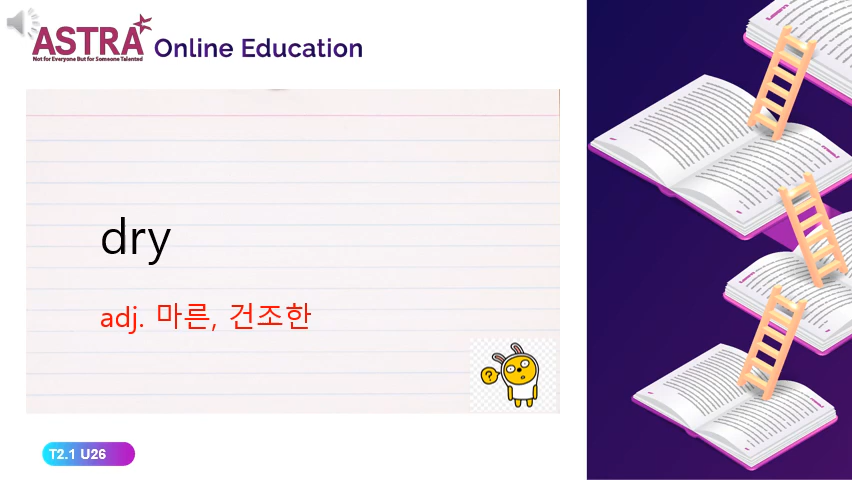 ASTRA Online Education
Not for Everyone But for Someone Talented
dry
adj. 마른, 건조한
?
T2.1 U26